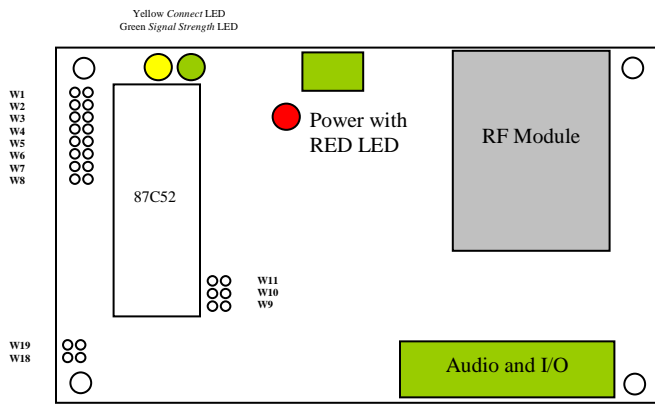 Yellow Connect LED
Green Signal Strength LED
W1
W2
W3
W4
W5
W6
W7
W8
87C52
Power with
RED LED
RF Module
W11
W10
W9
W19
W18
Audio and I/O